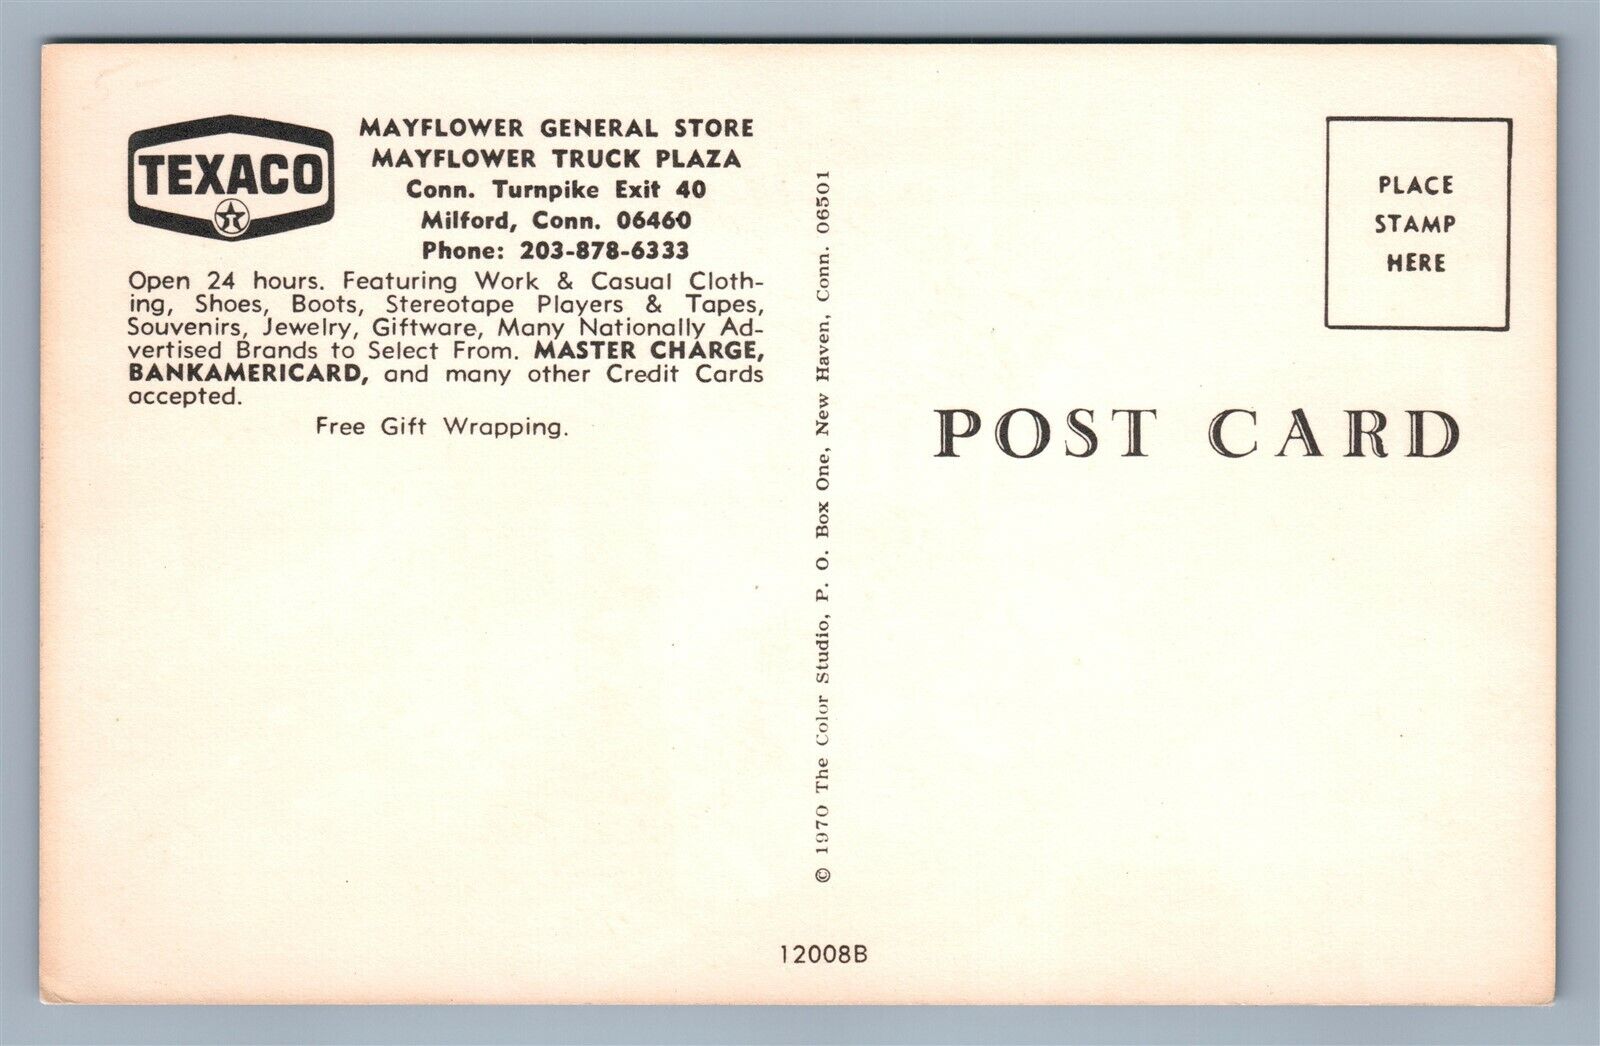 TEXACO
T
MAYFLOWER GENERAL STORE
MAYFLOWER TRUCK PLAZA
Conn. Turnpike Exit 40
Milford, Conn. 06460
Phone: 203-878-6333
Open 24 hours. Featuring Work & Casual Cloth-
ing, Shoes, Boots, Stereotape Players & Tapes,
Souvenirs, Jewelry, Giftware, Many Nationally Ad-
vertised Brands to Select From. MASTER CHARGE,
BANKAMERICARD, and many other Credit Cards
accepted.
Free Gift Wrapping.
© 1970 The Color Studio, P. O. Box One, New Haven, Conn. 06501
PLACE
STAMP
HERE
POST CARD
12008B